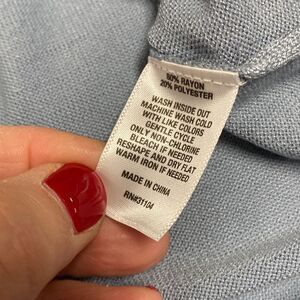 80% RAYON
20% POLYESTER
WASH INSIDE OUT
MACHINE WASH COLD
WITH LIKE COLORS
GENTLE CYCLE
ONLY NON-CHLORINE
BLEACH IF NEEDED
RESHAPE AND DRY FLAT
WARM IRON IF NEEDED
MADE IN CHINA
RN#31104